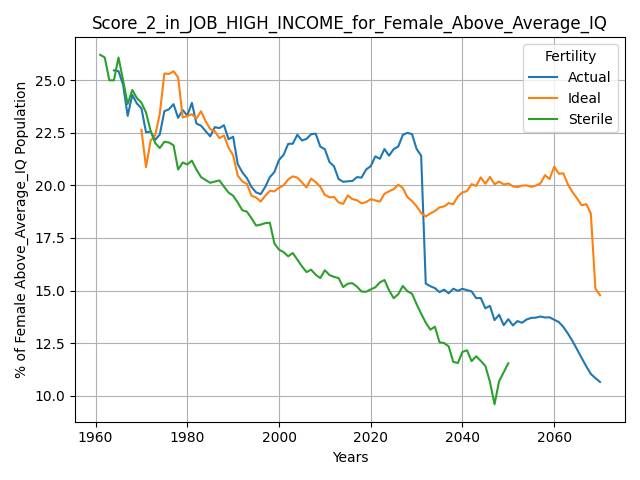 Score_2_in_JOB_HIGH_INCOME_for_Female_Above_Average_IQ
% of Female Above_Average_IQ Population
25.0
22.5
20.0
17.5
15.0
12.5
10.0
Fertility
Actual
Ideal
Sterile
1960
1980
2000
2020
2040
2060
Years